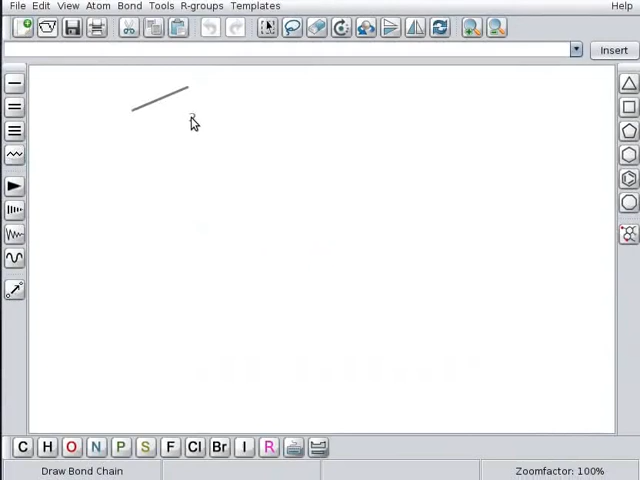 File Edit View Atom Bond Tools R-groups Templates Help
Insert
C H O N P S F Cl Br I R
Draw Bond Chain Zoomfactor: 100%